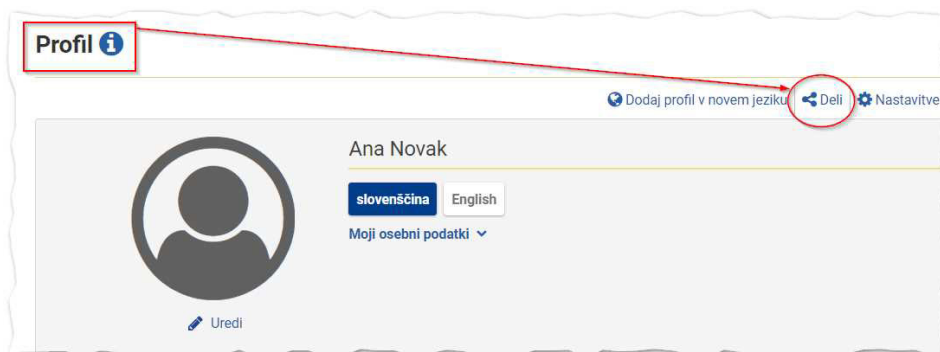 Profil
Dodaj profil v novem jeziku Deli Nastavitve
Ana Novak
slovenščina English
Moji osebni podatki
Uredi